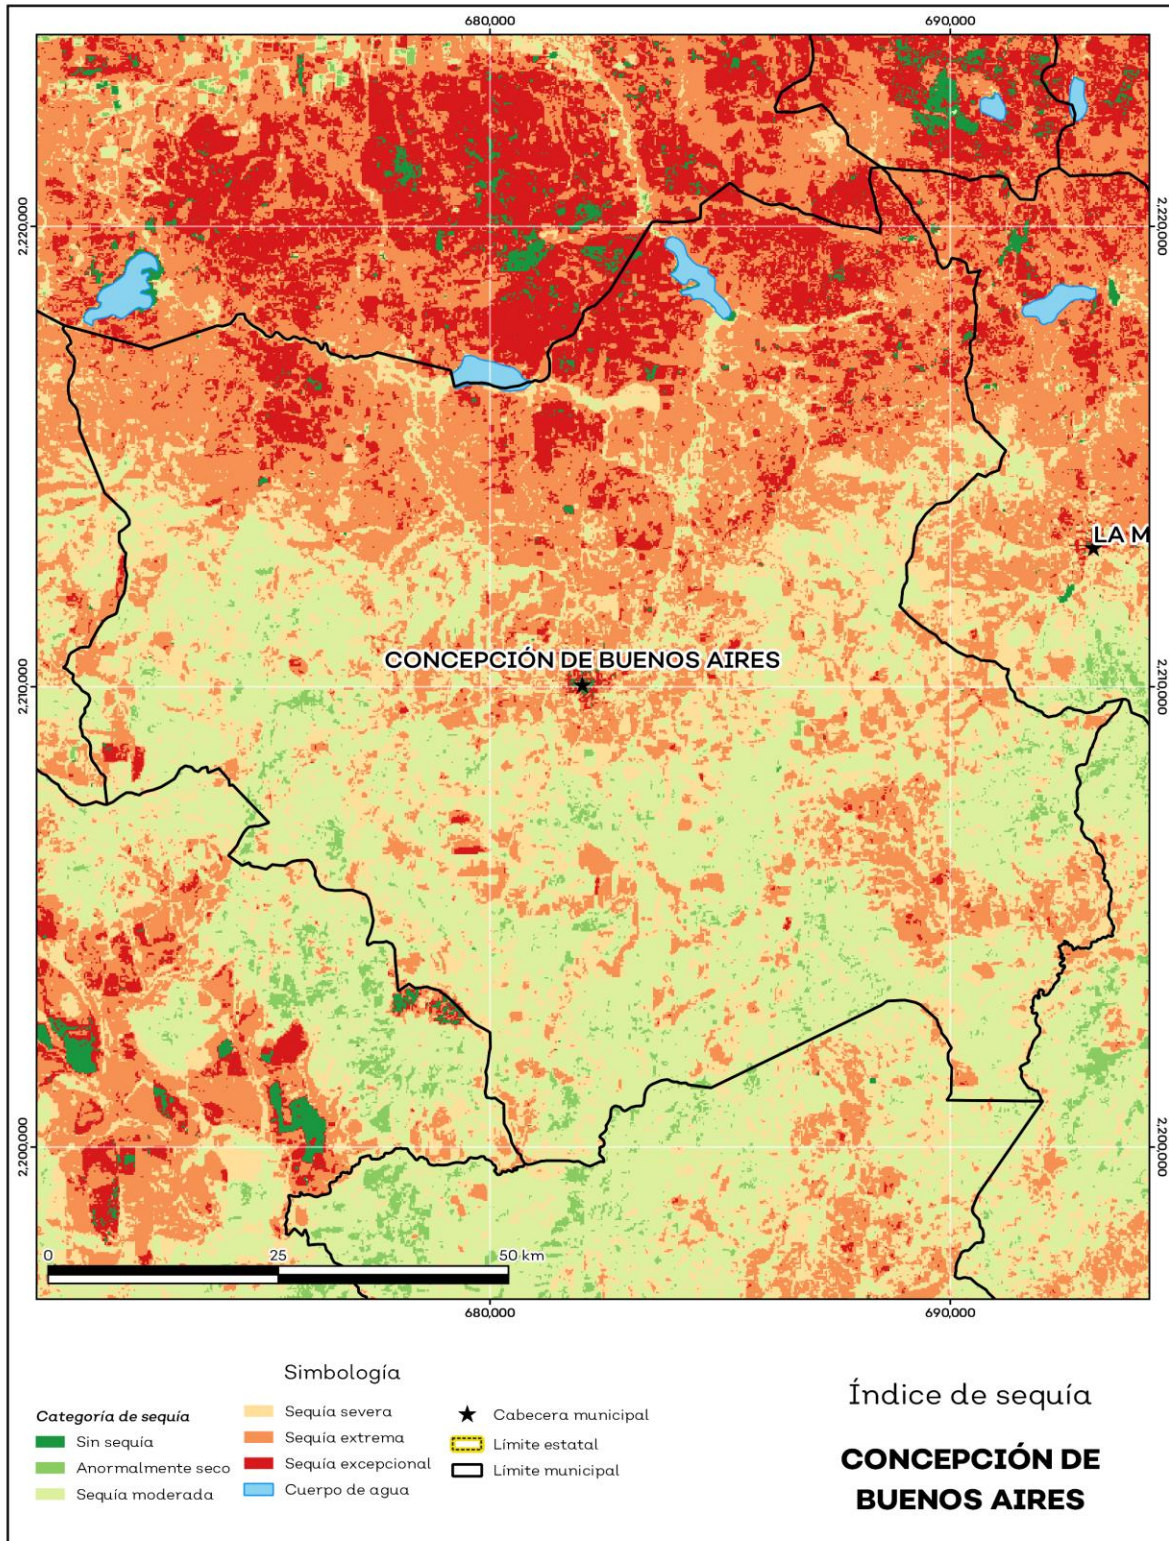 680,000
690,000
2,220,000
2,220,000
LA M
CONCEPCIÓN DE BUENOS AIRES
2,210,000
2,210,000
2,200,000
2,200,000
0 25 50 km
680,000
690,000
Simbología
Categoría de sequía
Sin sequía
Anormalmente seco
Sequía moderada
Sequía severa
Sequía extrema
Sequía excepcional
Cuerpo de agua
Cabecera municipal
Límite estatal
Límite municipal
Índice de sequía
CONCEPCIÓN DE
BUENOS AIRES